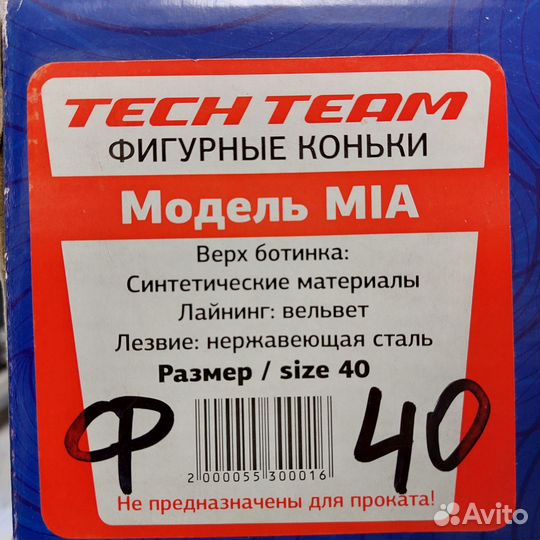 TECH TEAM
ФИГУРНЫЕ КОНЬКИ
Модель MIA
Верх ботинка:
Синтетические материалы
Лайнинг: вельвет
Лезвие: нержавеющая сталь
Размер / size 40
Ф 40
2 000055 300016
Не предназначены для проката!
Avito